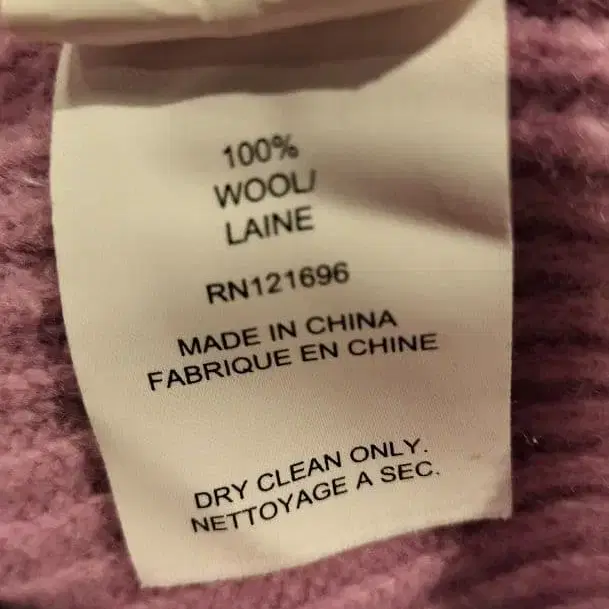 100%
WOOL/
LAINE
RN121696
MADE IN CHINA
FABRIQUE EN CHINE
DRY CLEAN ONLY.
NETTOYAGE A SEC.